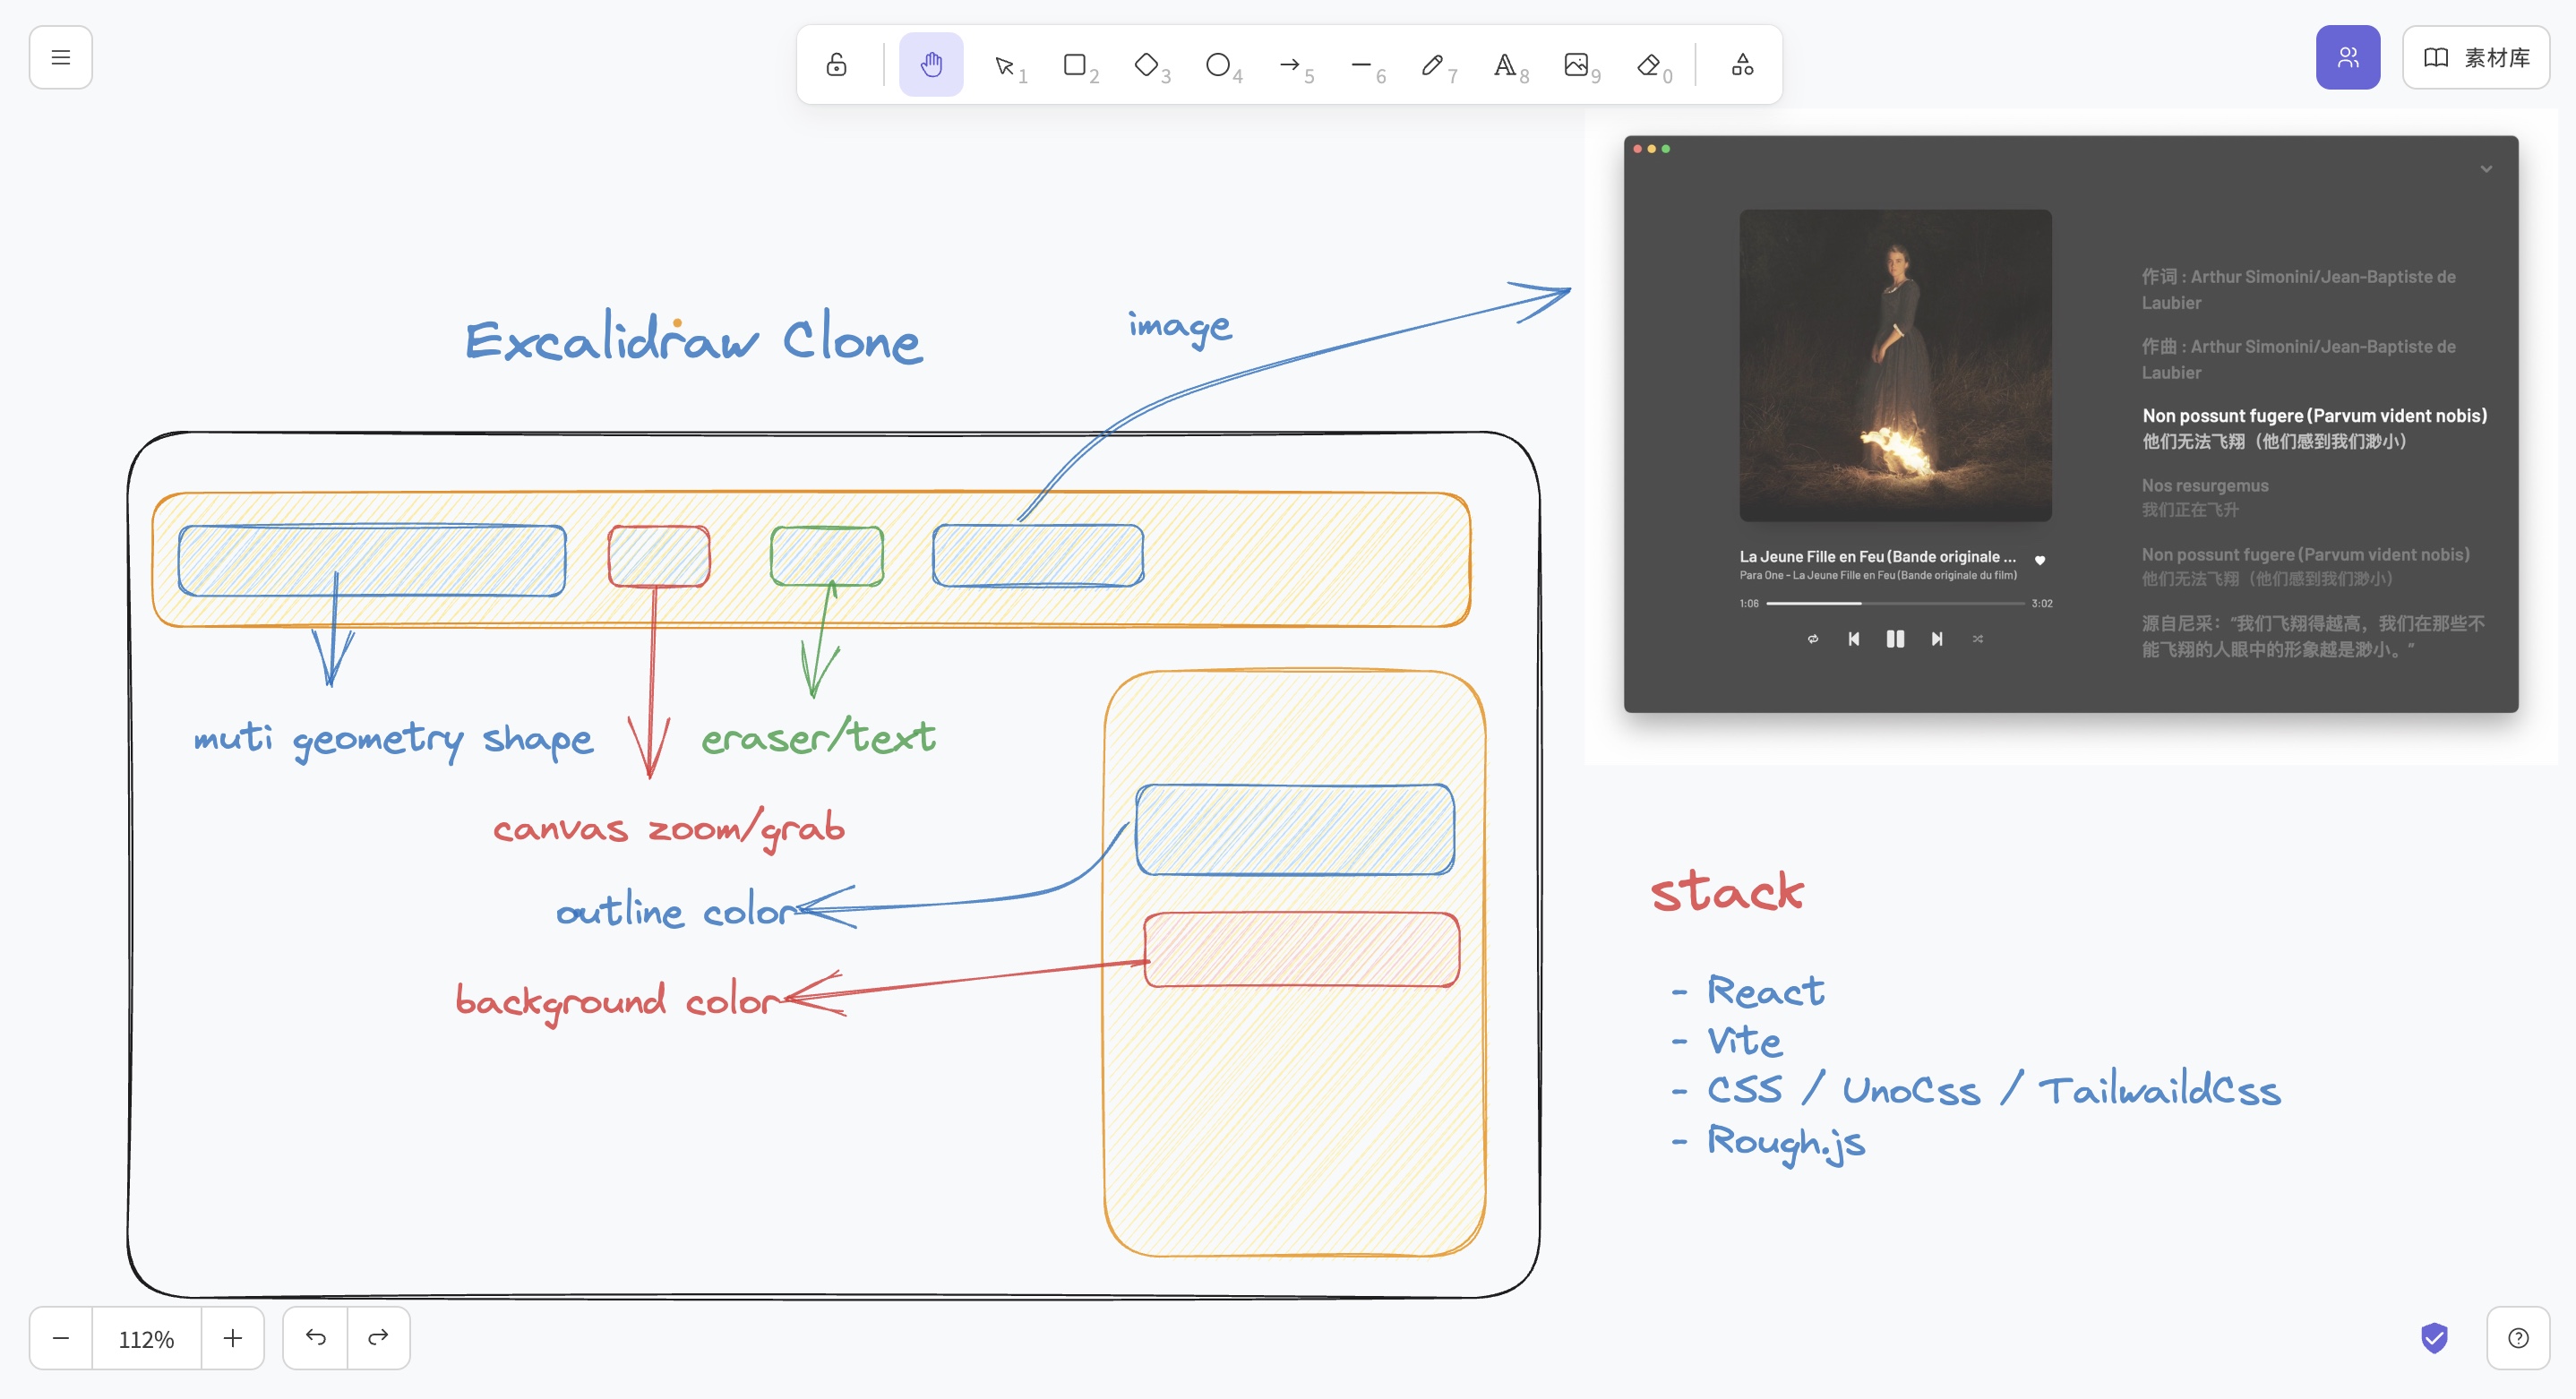 1 2 3 4 5 6 7 8 9 0
素材库
Excalidraw Clone
image
muti geometry shape
eraser/text
canvas zoom/grab
outline color
background color
作词 : Arthur Simonini/Jean-Baptiste de
Laubier
作曲 : Arthur Simonini/Jean-Baptiste de
Laubier
Non possunt fugere (Parvum vident nobis)
他们无法飞翔（他们感到我们渺小）
Nos resurgemus
我们正在飞升
Non possunt fugere (Parvum vident nobis)
他们无法飞翔（他们感到我们渺小）
源自尼采：“我们飞翔得越高，我们在那些不
能飞翔的人眼中的形象越是渺小。”
La Jeune Fille en Feu (Bande originale ...
Para One - La Jeune Fille en Feu (Bande originale du film)
1:06 3:02
stack
- React
- Vite
- CSS / UnoCss / TailwaildCss
- Rough.js
112%